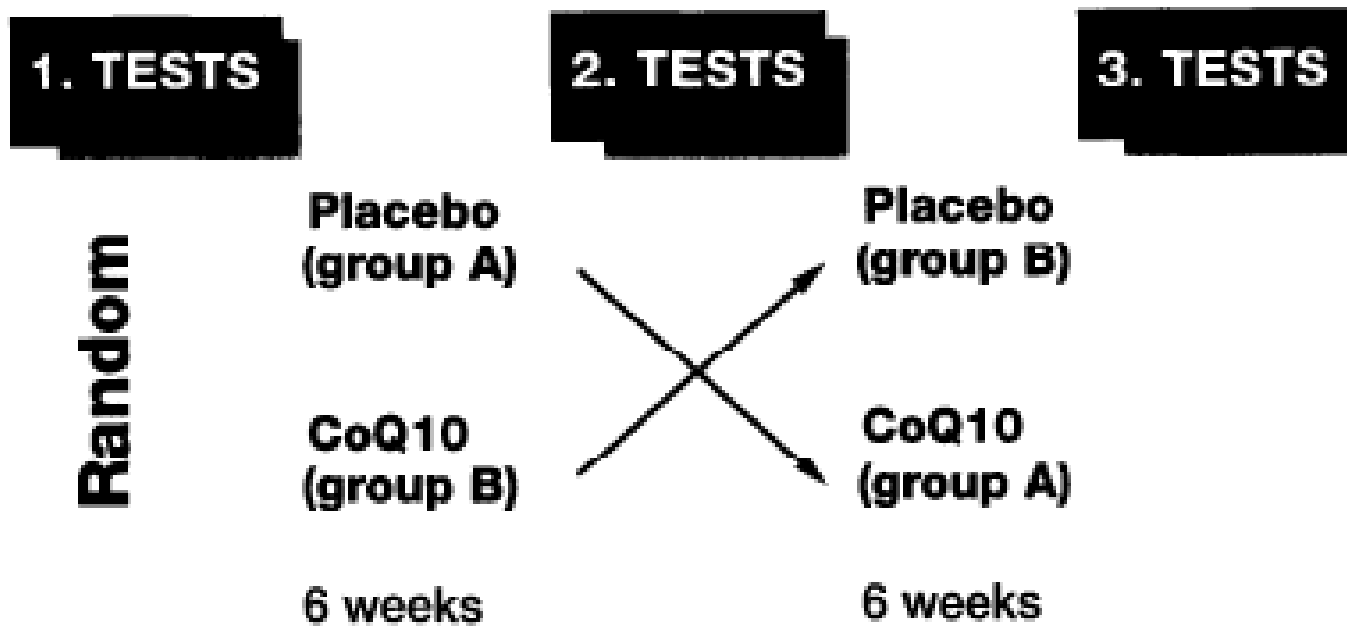 1. TESTS
2. TESTS
3. TESTS
Random
Placebo
(group A)
Placebo
(group B)
CoQ10
(group B)
CoQ10
(group A)
6 weeks
6 weeks